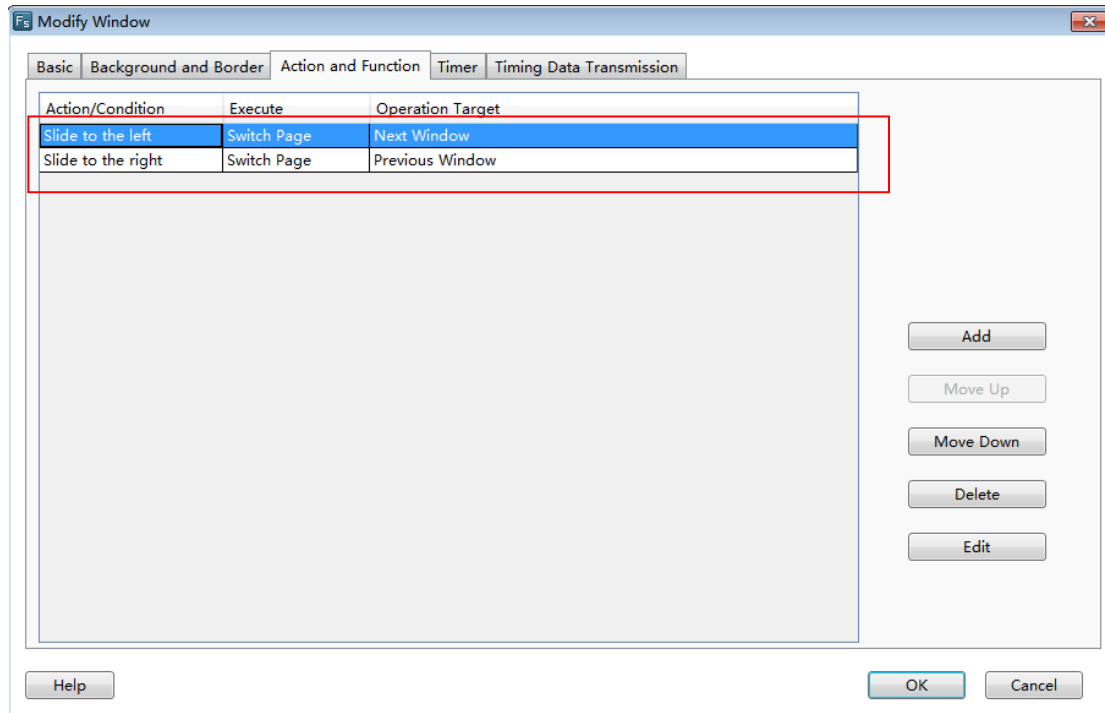 Fs Modify Window
Basic Background and Border Action and Function Timer Timing Data Transmission
Action/Condition Execute Operation Target
Slide to the left Switch Page Next Window
Slide to the right Switch Page Previous Window
Add
Move Up
Move Down
Delete
Edit
Help OK Cancel